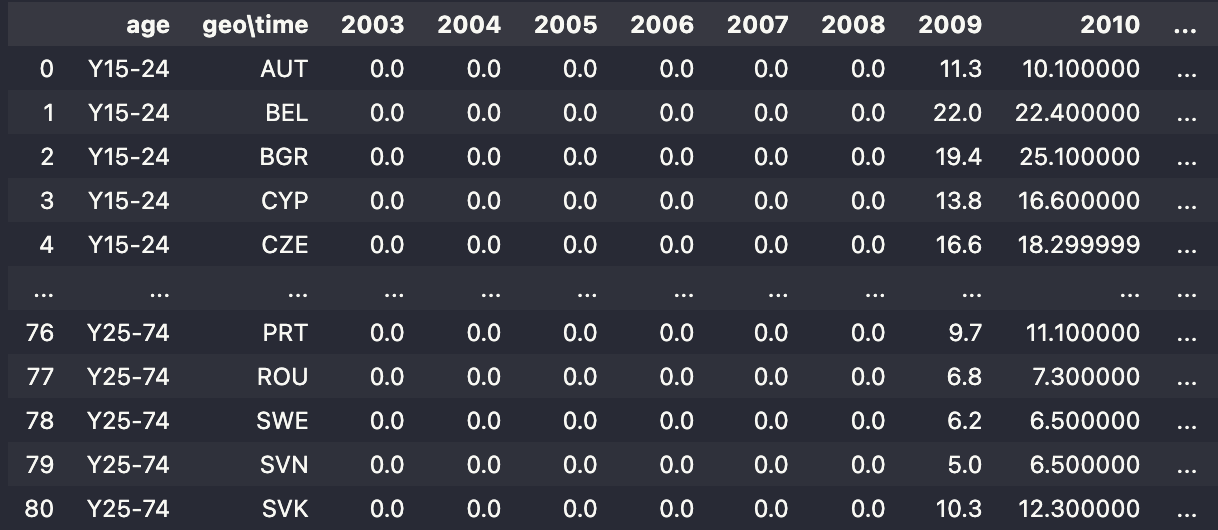 age geo\time 2003 2004 2005 2006 2007 2008 2009 2010 ...
0 Y15-24 AUT 0.0 0.0 0.0 0.0 0.0 0.0 11.3 10.100000 ...
1 Y15-24 BEL 0.0 0.0 0.0 0.0 0.0 0.0 22.0 22.400000 ...
2 Y15-24 BGR 0.0 0.0 0.0 0.0 0.0 0.0 19.4 25.100000 ...
3 Y15-24 CYP 0.0 0.0 0.0 0.0 0.0 0.0 13.8 16.600000 ...
4 Y15-24 CZE 0.0 0.0 0.0 0.0 0.0 0.0 16.6 18.299999 ...
... ... ... ... ... ... ... ... ... ... ... ...
76 Y25-74 PRT 0.0 0.0 0.0 0.0 0.0 0.0 9.7 11.100000 ...
77 Y25-74 ROU 0.0 0.0 0.0 0.0 0.0 0.0 6.8 7.300000 ...
78 Y25-74 SWE 0.0 0.0 0.0 0.0 0.0 0.0 6.2 6.500000 ...
79 Y25-74 SVN 0.0 0.0 0.0 0.0 0.0 0.0 5.0 6.500000 ...
80 Y25-74 SVK 0.0 0.0 0.0 0.0 0.0 0.0 10.3 12.300000 ...